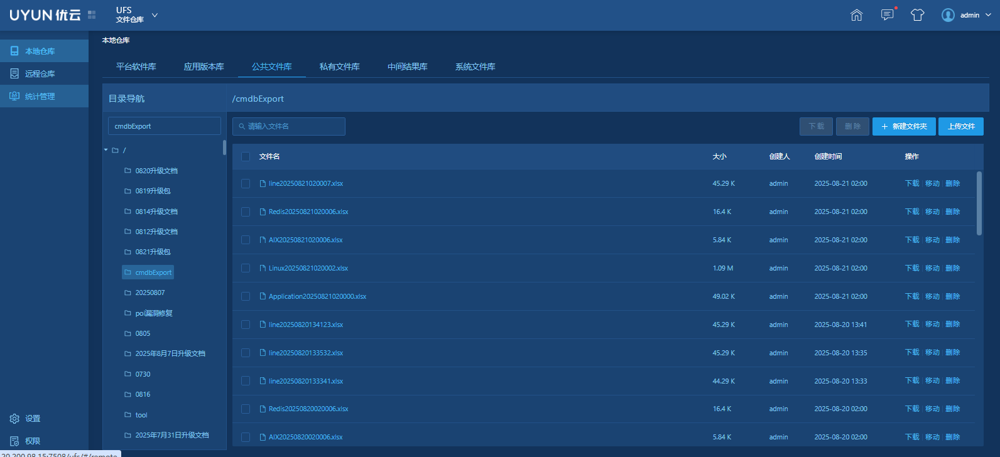 UYUN 优云
UFS
文件仓库
admin
本地仓库
远程仓库
统计管理
设置
权限
本地仓库
平台软件库 应用版本库 公共文件库 私有文件库 中间结果库 系统文件库
目录导航
cmdbExport
/
0820升级文档
0819升级包
0814升级文档
0812升级文档
0821升级包
cmdbExport
20250807
poi漏洞修复
0805
2025年8月7日升级文档
0730
0816
tool
2025年7月31日升级文档
/cmdbExport
请输入文件名
下载 删除 + 新建文件夹 上传文件
文件名 大小 创建人 创建时间 操作
line20250821020007.xlsx 45.29 K admin 2025-08-21 02:00 下载 移动 删除
Redis20250821020006.xlsx 16.4 K admin 2025-08-21 02:00 下载 移动 删除
AIX20250821020006.xlsx 5.84 K admin 2025-08-21 02:00 下载 移动 删除
Linux20250821020002.xlsx 1.09 M admin 2025-08-21 02:00 下载 移动 删除
Application20250821020000.xlsx 49.02 K admin 2025-08-21 02:00 下载 移动 删除
line20250820134123.xlsx 45.29 K admin 2025-08-20 13:41 下载 移动 删除
line20250820133532.xlsx 45.29 K admin 2025-08-20 13:35 下载 移动 删除
line20250820133341.xlsx 44.29 K admin 2025-08-20 13:33 下载 移动 删除
Redis20250820020006.xlsx 16.4 K admin 2025-08-20 02:00 下载 移动 删除
AIX20250820020006.xlsx 5.84 K admin 2025-08-20 02:00 下载 移动 删除
20.200.98.15:7508/ufs/#/remote